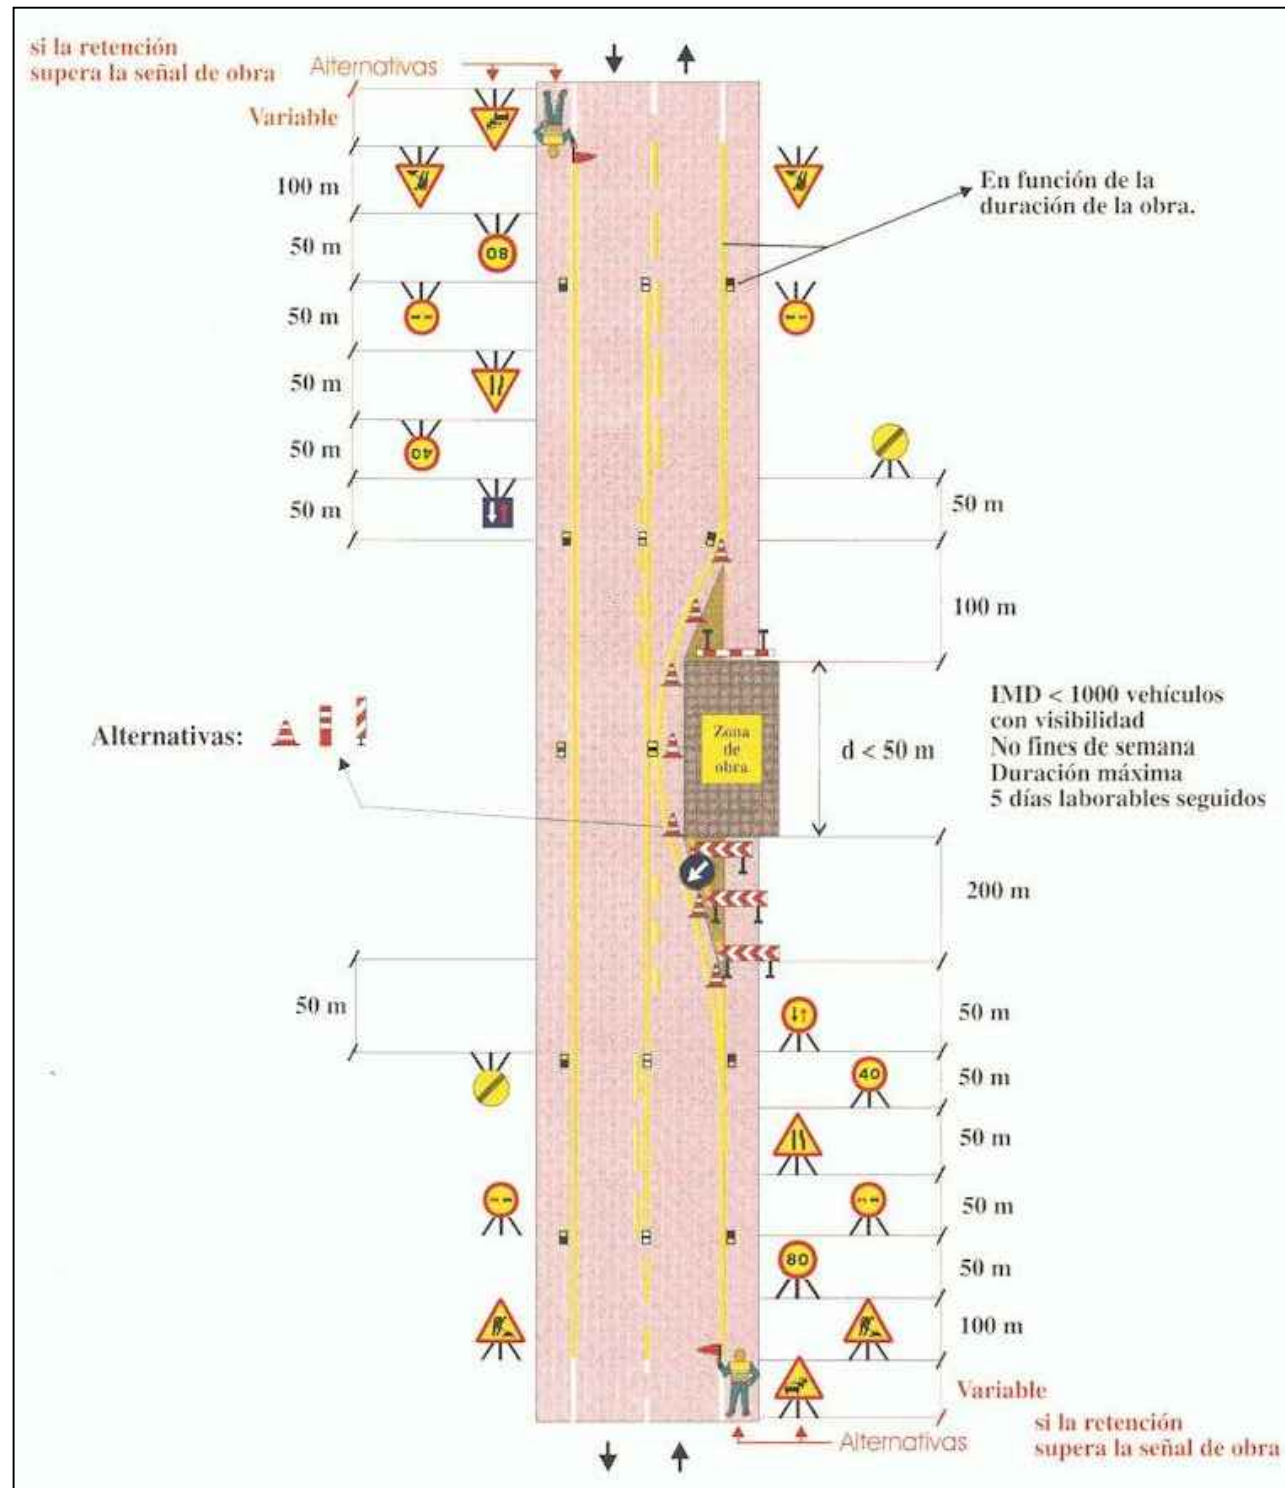 si la retención
supera la señal de obra
Alternativas
Variable
100 m
50 m
80
50 m
50 m
50 m
40
50 m
En función de la
duración de la obra.
50 m
100 m
IMD < 1000 vehículos
con visibilidad
No fines de semana
Duración máxima
5 días laborables seguidos
d < 50 m
Zona
de
obra
Alternativas:
200 m
50 m
50 m
40
50 m
50 m
50 m
80
50 m
100 m
Variable
si la retención
supera la señal de obra
Alternativas